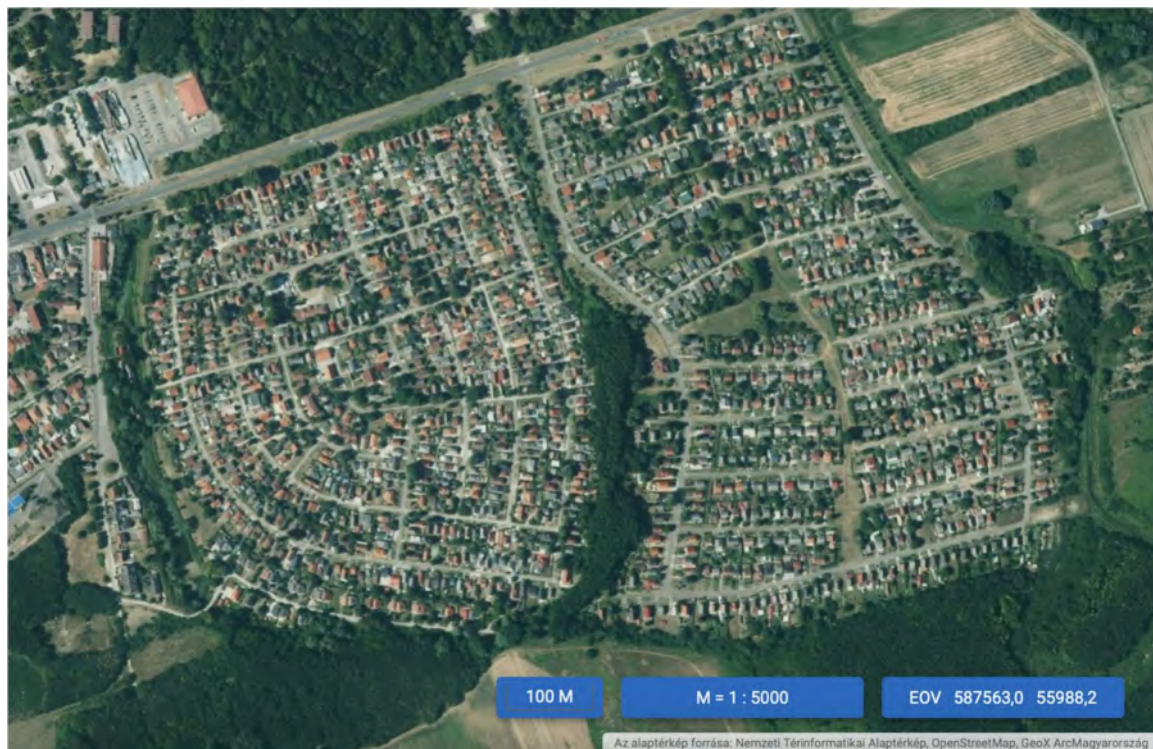 100 M
M = 1 : 5000
EOV 587563,0 55988,2
Az alaptérkép forrása: Nemzeti Térinformatikai Alaptérkép, OpenStreetMap, GeoX ArcMagyarország